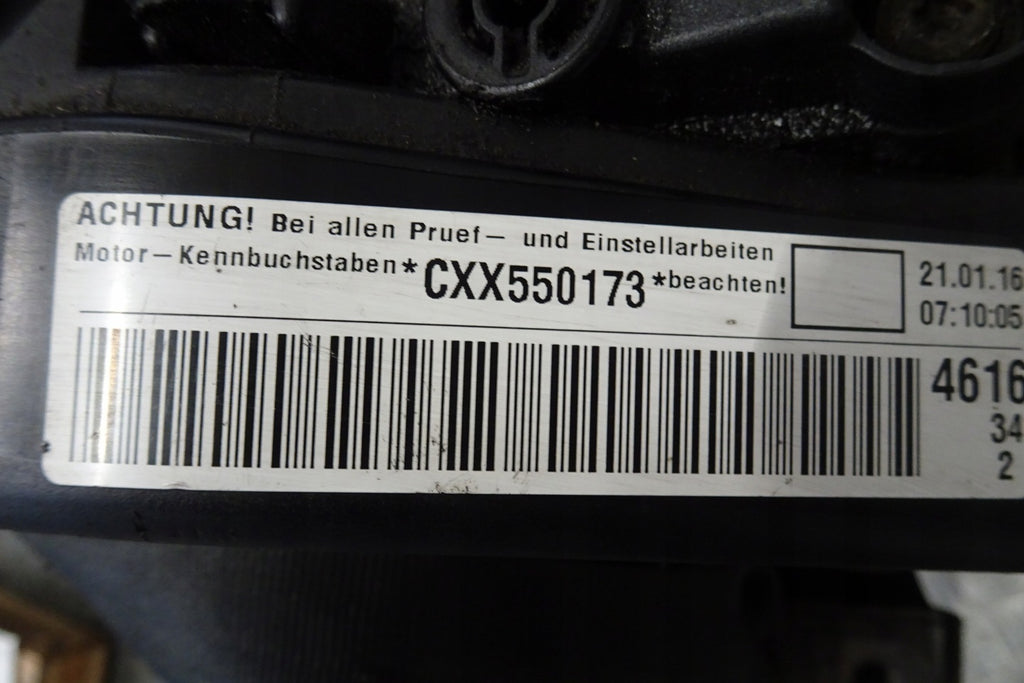 ACHTUNG! Bei allen Pruef– und Einstellarbeiten
Motor–Kennbuchstaben*CXX550173*beachten!
21.01.16
07:10:05
4616
34
2